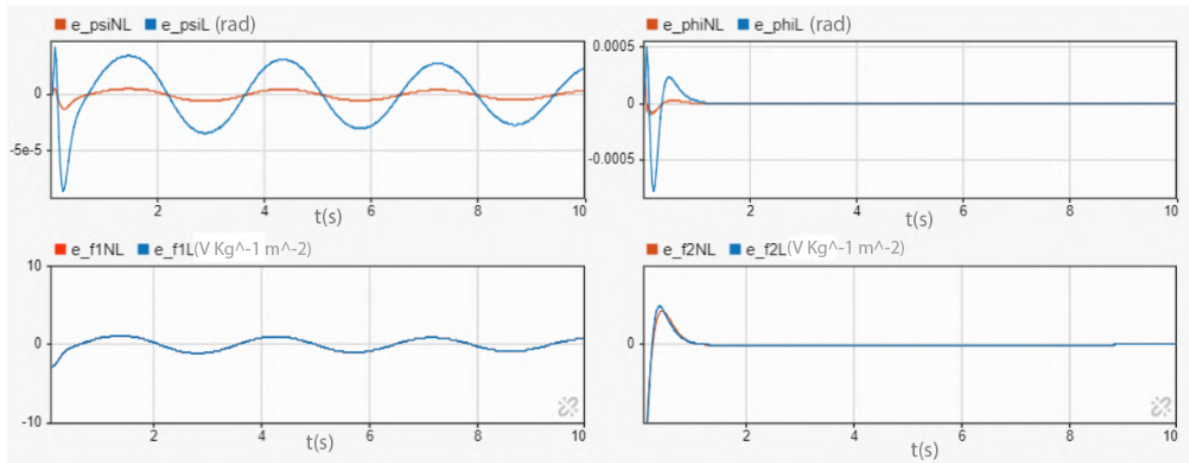 e_psiNL e_psiL (rad)
0
-5e-5
2 4 6 8 10
t(s)
e_phiNL e_phiL (rad)
0.0005
0
-0.0005
2 4 6 8 10
t(s)
e_f1NL e_f1L(V Kg^-1 m^-2)
10
0
-10
2 4 6 8 10
t(s)
e_f2NL e_f2L(V Kg^-1 m^-2)
0
2 4 6 8 10
t(s)